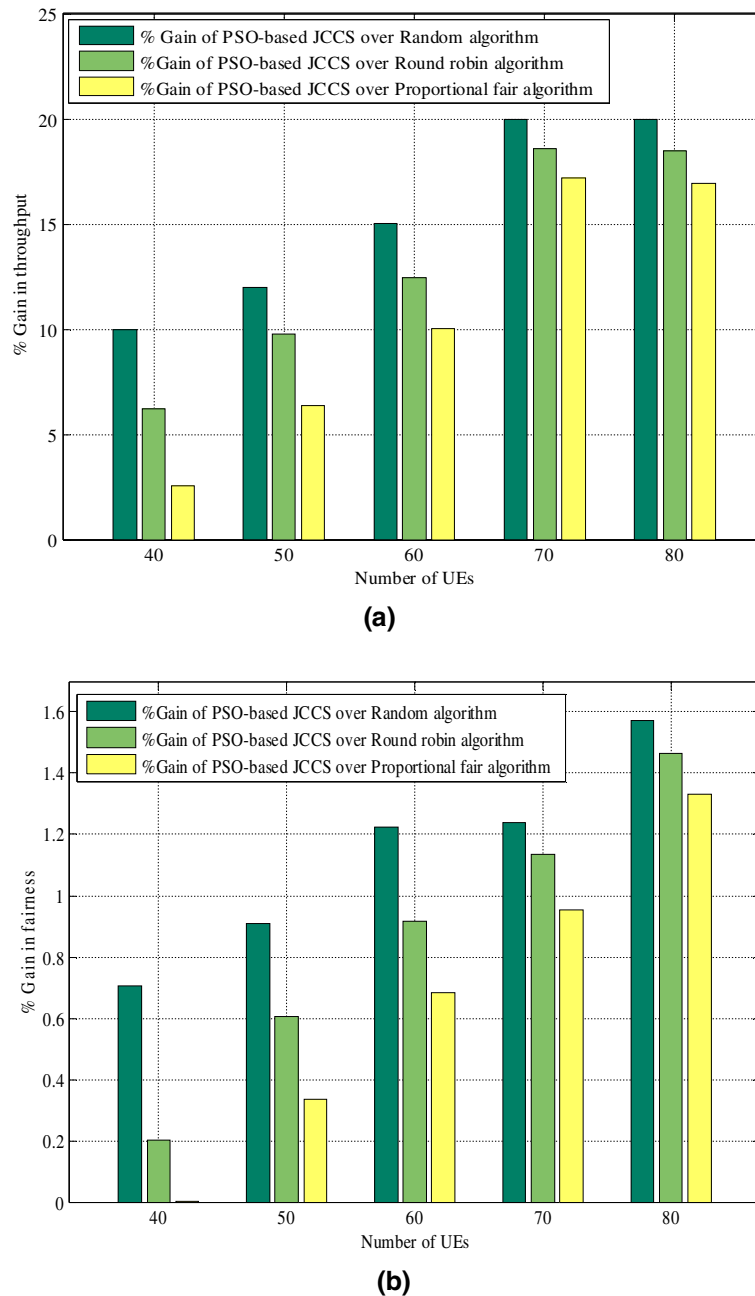 25
20
15
10
5
0
% Gain in throughput
% Gain of PSO-based JCCS over Random algorithm
%Gain of PSO-based JCCS over Round robin algorithm
%Gain of PSO-based JCCS over Proportional fair algorithm
40 50 60 70 80
Number of UEs
(a)
1.6
1.4
1.2
1
0.8
0.6
0.4
0.2
0
% Gain in fairness
%Gain of PSO-based JCCS over Random algorithm
%Gain of PSO-based JCCS over Round robin algorithm
%Gain of PSO-based JCCS over Proportional fair algorithm
40 50 60 70 80
Number of UEs
(b)